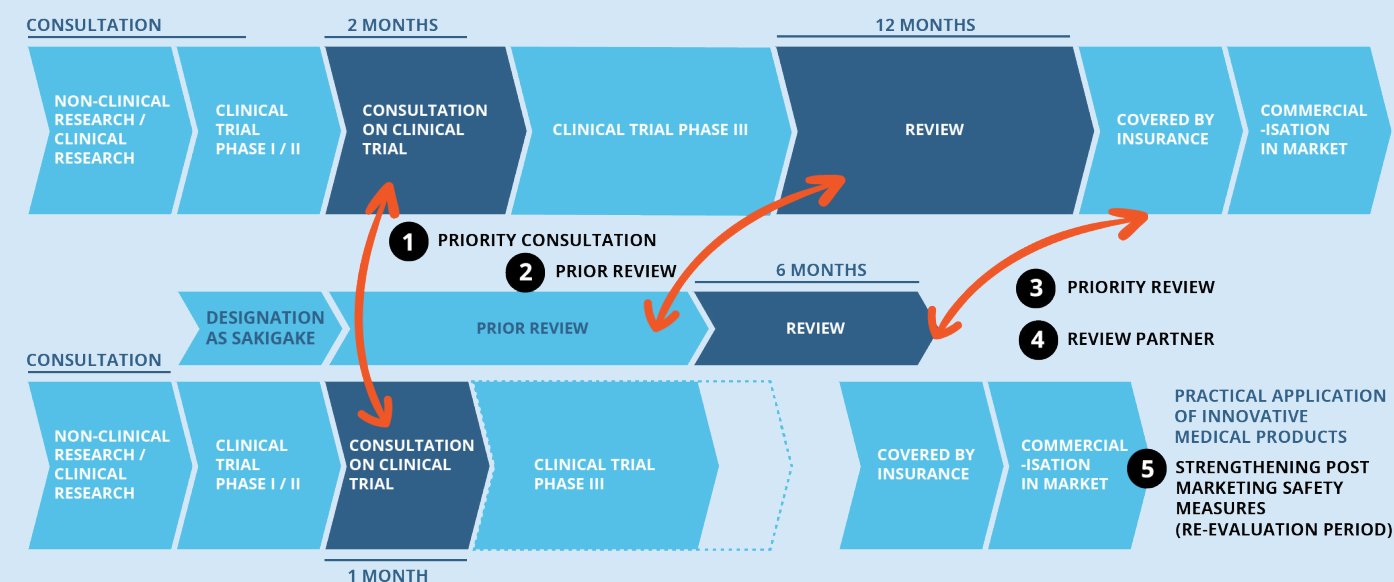 CONSULTATION
2 MONTHS
12 MONTHS
NON-CLINICAL
RESEARCH /
CLINICAL
RESEARCH
CLINICAL
TRIAL
PHASE I / II
CONSULTATION
ON CLINICAL
TRIAL
CLINICAL TRIAL PHASE III
REVIEW
COVERED BY
INSURANCE
COMMERCIAL
-ISATION
IN MARKET
1 PRIORITY CONSULTATION
2 PRIOR REVIEW
6 MONTHS
3 PRIORITY REVIEW
4 REVIEW PARTNER
DESIGNATION
AS SAKIGAKE
PRIOR REVIEW
REVIEW
CONSULTATION
NON-CLINICAL
RESEARCH /
CLINICAL
RESEARCH
CLINICAL
TRIAL
PHASE I / II
CONSULTATION
ON CLINICAL
TRIAL
CLINICAL TRIAL
PHASE III
COVERED BY
INSURANCE
COMMERCIAL
-ISATION
IN MARKET
PRACTICAL APPLICATION
OF INNOVATIVE
MEDICAL PRODUCTS
5 STRENGTHENING POST
MARKETING SAFETY
MEASURES
(RE-EVALUATION PERIOD)
1 MONTH